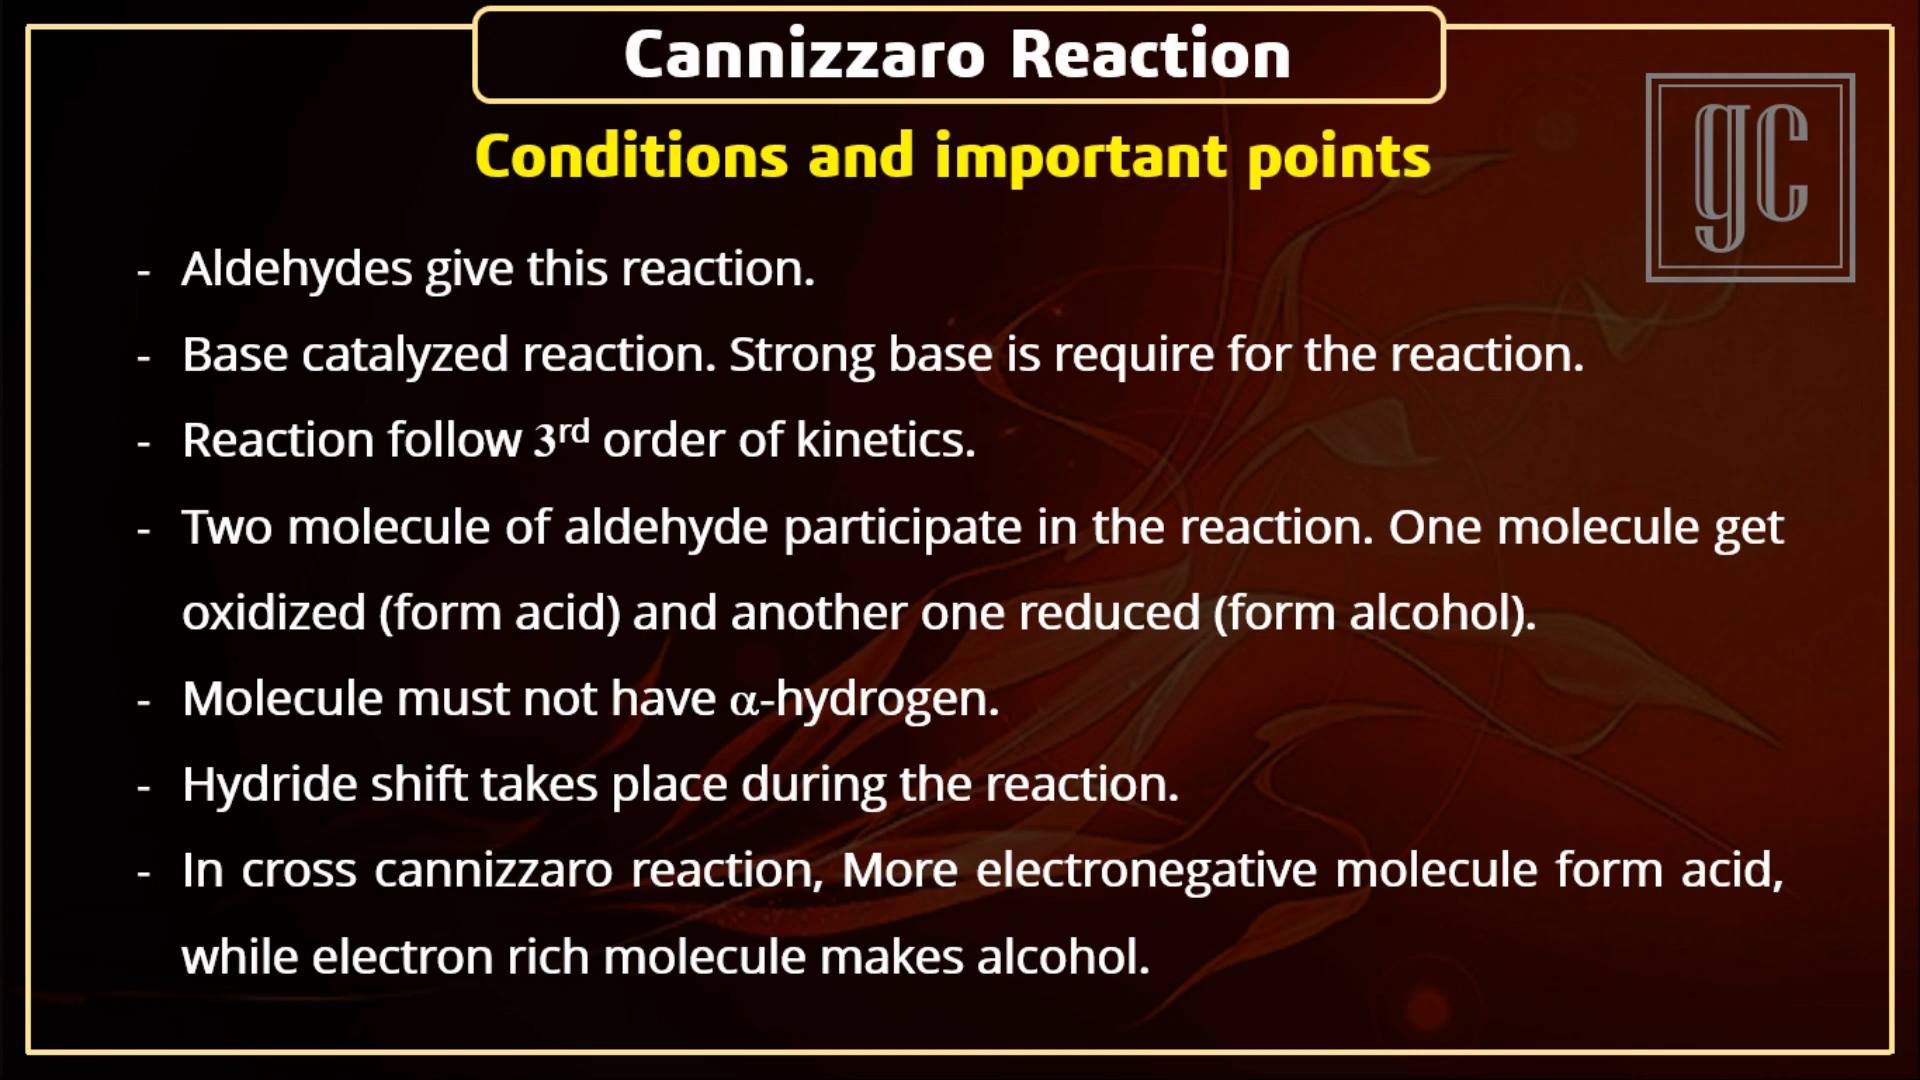 Cannizzaro Reaction
Conditions and important points
gc
- Aldehydes give this reaction.
- Base catalyzed reaction. Strong base is require for the reaction.
- Reaction follow 3rd order of kinetics.
- Two molecule of aldehyde participate in the reaction. One molecule get
oxidized (form acid) and another one reduced (form alcohol).
- Molecule must not have α-hydrogen.
- Hydride shift takes place during the reaction.
- In cross cannizzaro reaction, More electronegative molecule form acid,
while electron rich molecule makes alcohol.